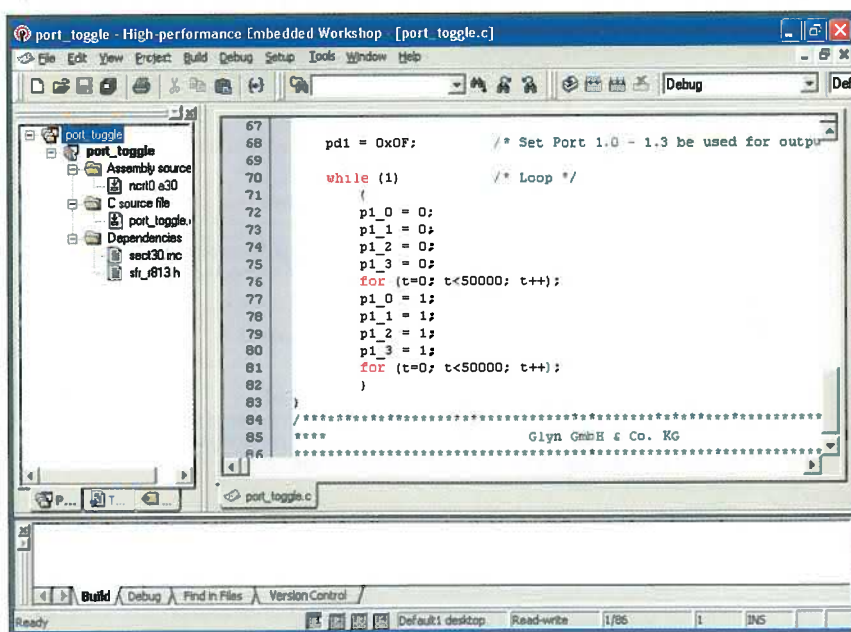 port_toggle - High-performance Embedded Workshop - [port_toggle.c]
File Edit View Project Build Debug Setup Tools Window Help
Debug
port_toggle
port_toggle
Assembly source
ncrt0.a30
C source file
port_toggle.
Dependencies
sect30.inc
sfr_r813.h
P... T...
67
68 pd1 = 0x0F; /* Set Port 1.0 - 1.3 be used for outpu
69
70 while (1) /* Loop */
71 {
72 p1_0 = 0;
73 p1_1 = 0;
74 p1_2 = 0;
75 p1_3 = 0;
76 for (t=0; t<50000; t++);
77 p1_0 = 1;
78 p1_1 = 1;
79 p1_2 = 1;
80 p1_3 = 1;
81 for (t=0; t<50000; t++);
82 }
83 }
84 /***************************************************************
85 **** Glyn GmbH & Co. KG
86 ****************************************************************
port_toggle.c
Build Debug Find in Files Version Control
Ready Default1 desktop Read-write 1/86 1 INS